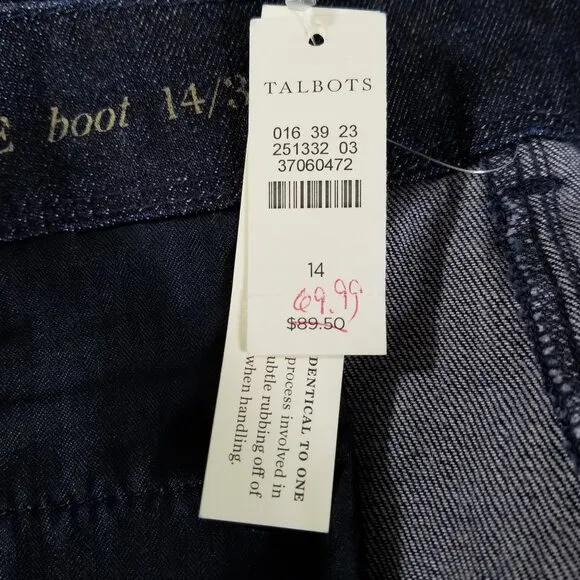 E boot 14/3
TALBOTS
016 39 23
251332 03
37060472
14
69.99
$89.50
DENTICAL TO ONE
process involved in
ubtle rubbing off of
when handling.